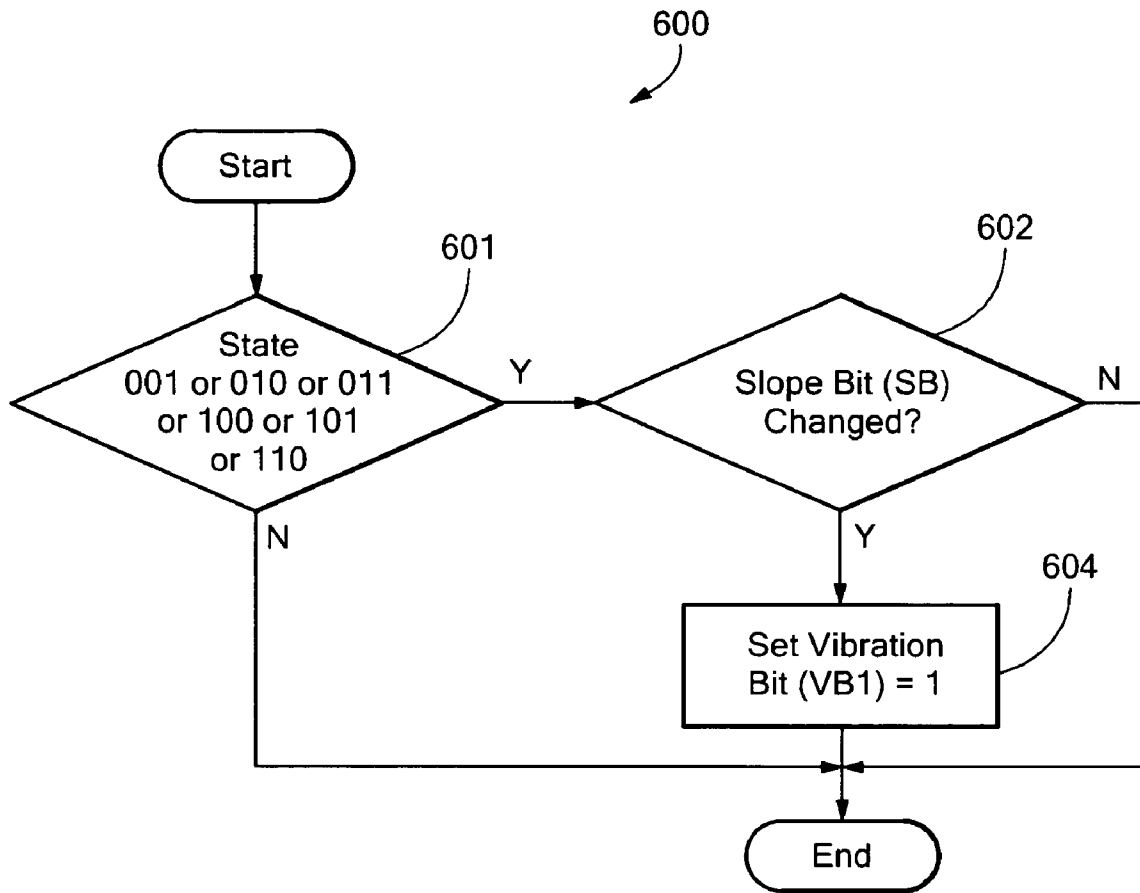 600
Start
601
602
State
001 or 010 or 011
or 100 or 101
or 110
Y
Slope Bit (SB)
Changed?
N
N
Y
604
Set Vibration
Bit (VB1) = 1
End